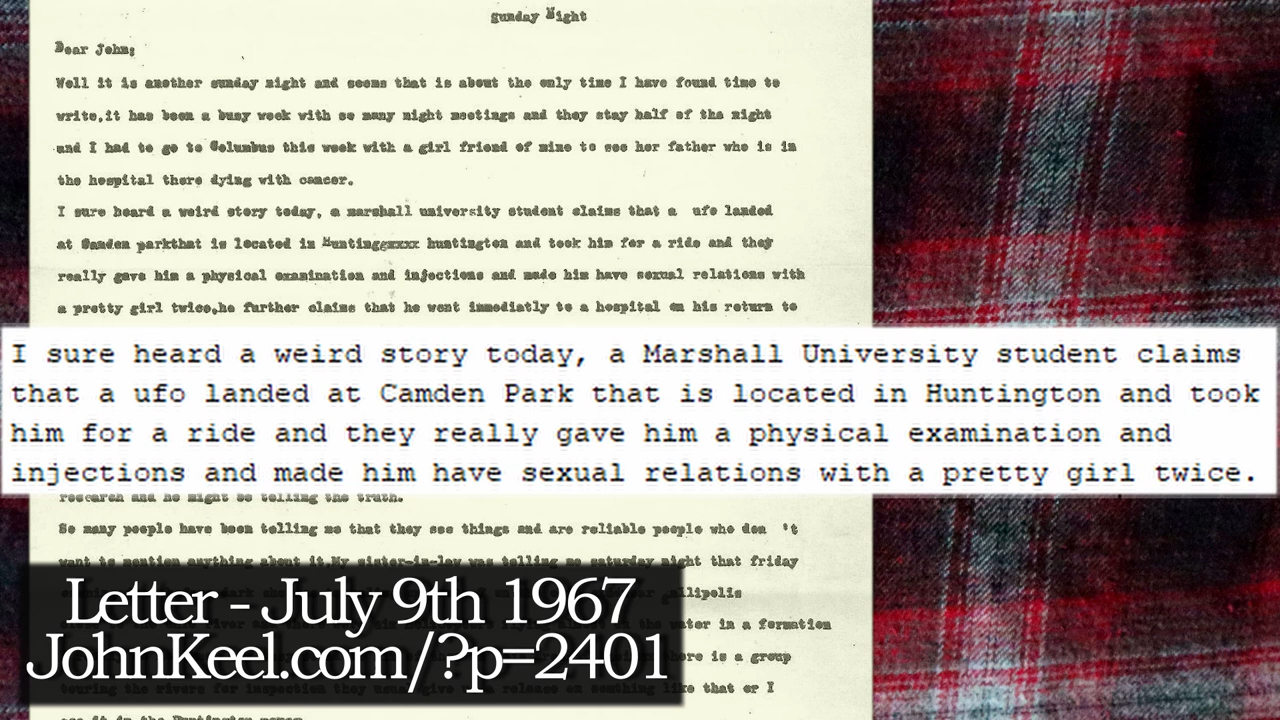 Sunday Night
Dear John;
Well it is another sunday night and seems that is about the only time I have found time to
write,it has been a busy week with so many night meetings and they stay half of the night
and I had to go to Columbus this week with a girl friend of mine to see her father who is in
the hospital there dying with cancer.
I sure heard a weird story today, a marshall university student claims that a ufo landed
at Camden parkthat is located in Huntinggxxxx huntington and took him for a ride and they
really gave him a physical examination and injections and made him have sexual relations with
a pretty girl twice,he further claims that he went immediatly to a hospital on his return to
I sure heard a weird story today, a Marshall University student claims
that a ufo landed at Camden Park that is located in Huntington and took
him for a ride and they really gave him a physical examination and
injections and made him have sexual relations with a pretty girl twice.
research and he might be telling the truth.
So many people have been telling me that they see things and are reliable people who don 't
want to mention anything about it.My sister-in-law was telling me saturday night that friday
gallipolis
water in a formation
there is a group
touring the rivers for inspection they usually give a release on somthing like that or I
see it in the Huntington paper.
Letter - July 9th 1967
JohnKeel.com/?p=2401